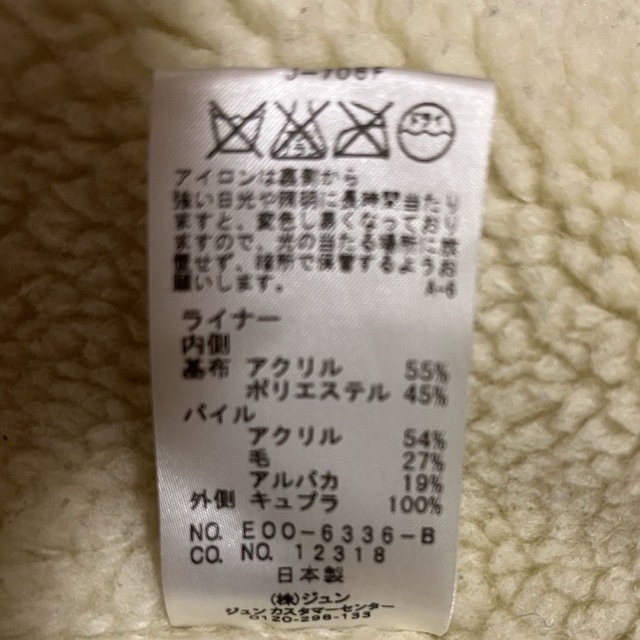 J-706F
ドライ
アイロンは裏側から
強い日光や照明に長時間当たり
ますと、変色し易くなっており
ますので、光の当たる場所に放
置せず、暗所で保管するようお
願いします。 A-6
ライナー
内側
基布 アクリル 55%
ポリエステル 45%
パイル
アクリル 54%
毛 27%
アルパカ 19%
外側 キュプラ 100%
NO. E00-6336-B
CO. NO. 12318
日本製
(株)ジュン
ジュン カスタマーセンター
0120-298-133